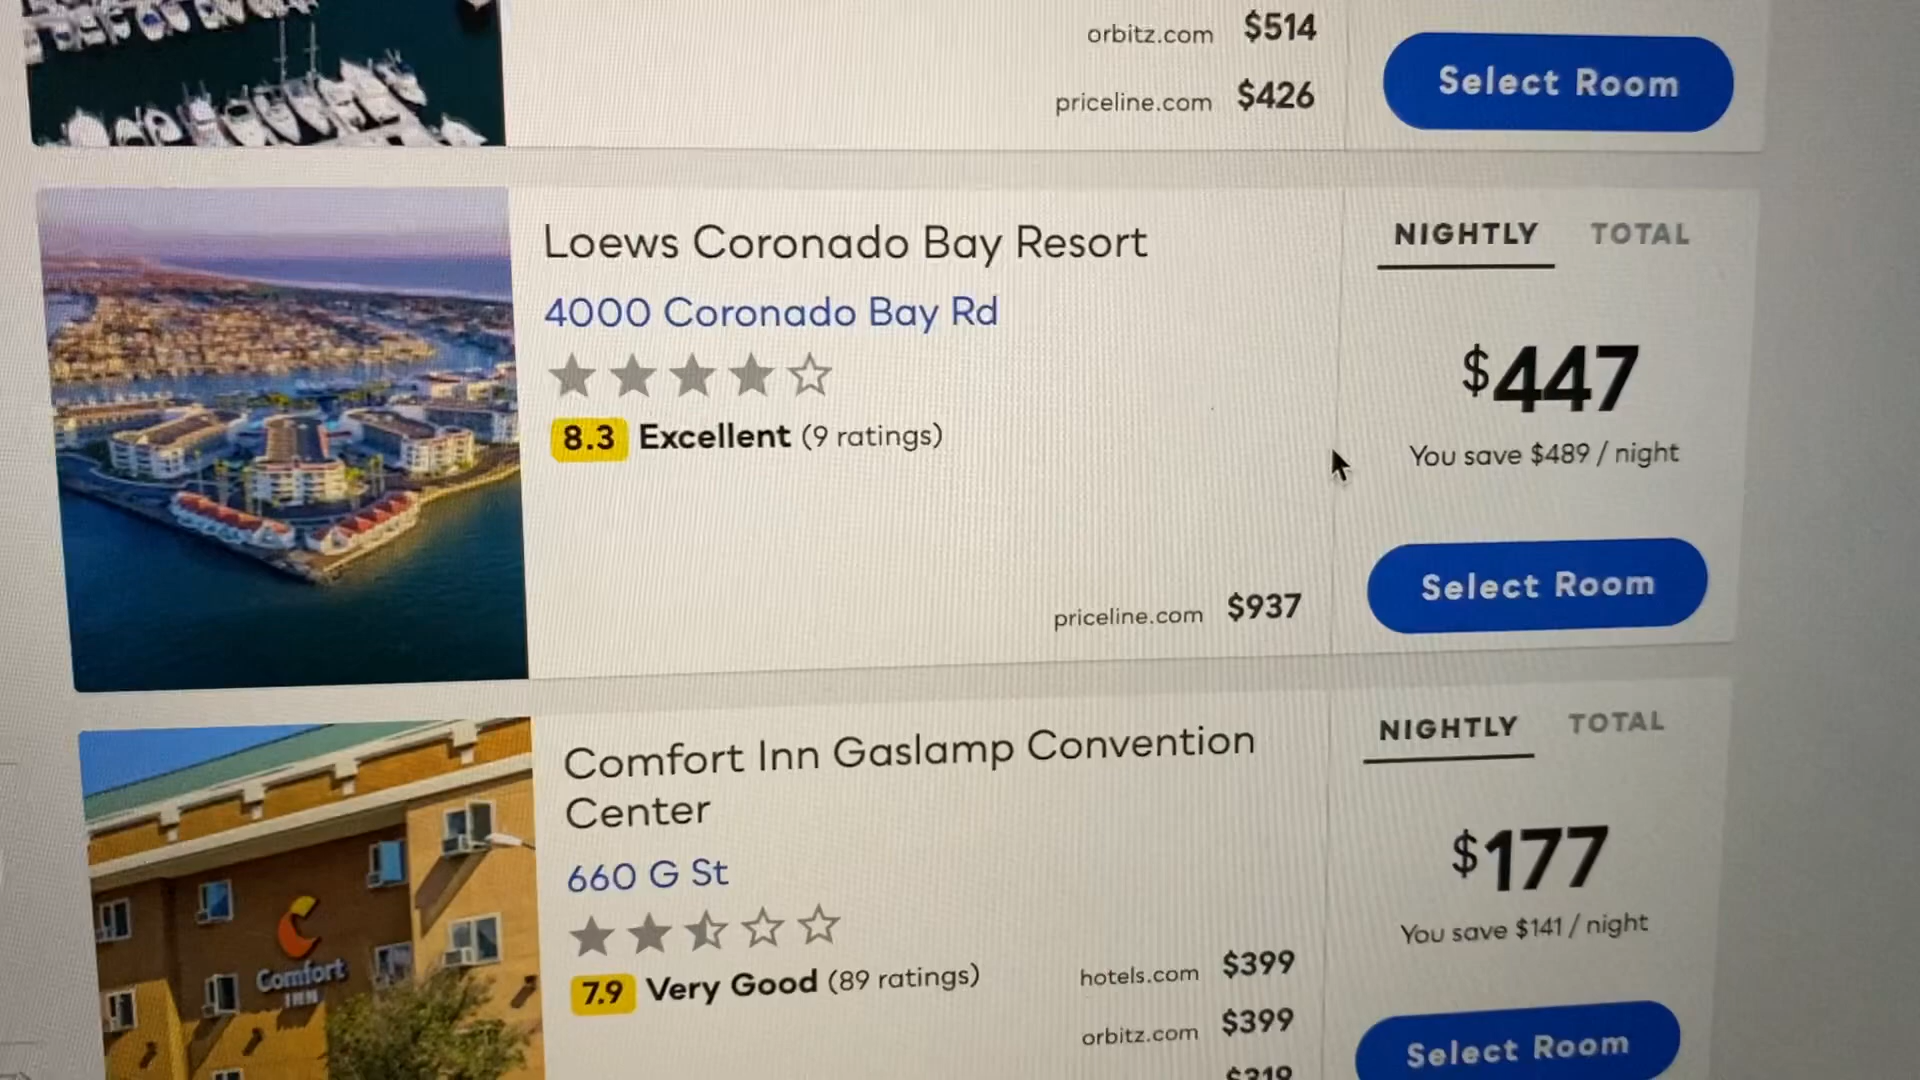 orbitz.com $514
priceline.com $426
Select Room
Loews Coronado Bay Resort
4000 Coronado Bay Rd
8.3 Excellent (9 ratings)
priceline.com $937
NIGHTLY TOTAL
$447
You save $489 / night
Select Room
Comfort Inn Gaslamp Convention
Center
660 G St
7.9 Very Good (89 ratings)
hotels.com $399
orbitz.com $399
$319
NIGHTLY TOTAL
$177
You save $141 / night
Select Room
Comfort
INN